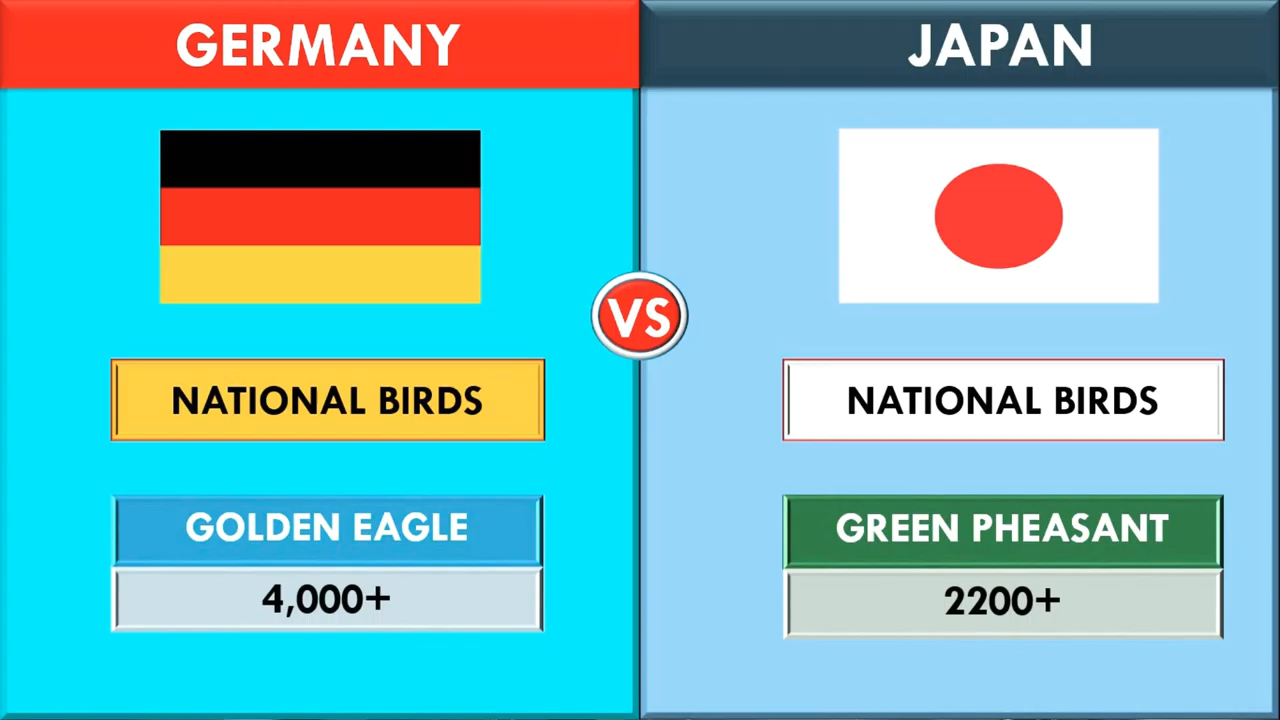 GERMANY
JAPAN
VS
NATIONAL BIRDS
NATIONAL BIRDS
GOLDEN EAGLE
4,000+
GREEN PHEASANT
2200+